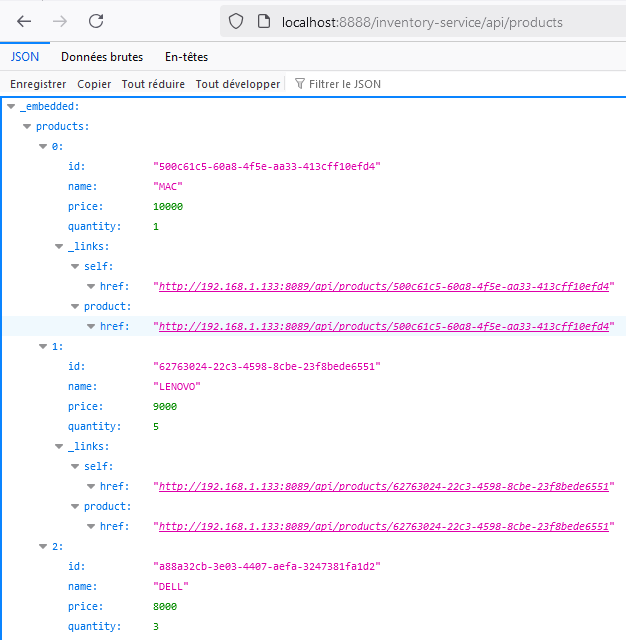 localhost:8888/inventory-service/api/products
JSON Données brutes En-têtes
Enregistrer Copier Tout réduire Tout développer Filtrer le JSON
_embedded:
products:
0:
id: "500c61c5-60a8-4f5e-aa33-413cff10efd4"
name: "MAC"
price: 10000
quantity: 1
_links:
self:
href: "http://192.168.1.133:8089/api/products/500c61c5-60a8-4f5e-aa33-413cff10efd4"
product:
href: "http://192.168.1.133:8089/api/products/500c61c5-60a8-4f5e-aa33-413cff10efd4"
1:
id: "62763024-22c3-4598-8cbe-23f8bede6551"
name: "LENOVO"
price: 9000
quantity: 5
_links:
self:
href: "http://192.168.1.133:8089/api/products/62763024-22c3-4598-8cbe-23f8bede6551"
product:
href: "http://192.168.1.133:8089/api/products/62763024-22c3-4598-8cbe-23f8bede6551"
2:
id: "a88a32cb-3e03-4407-aefa-3247381fa1d2"
name: "DELL"
price: 8000
quantity: 3